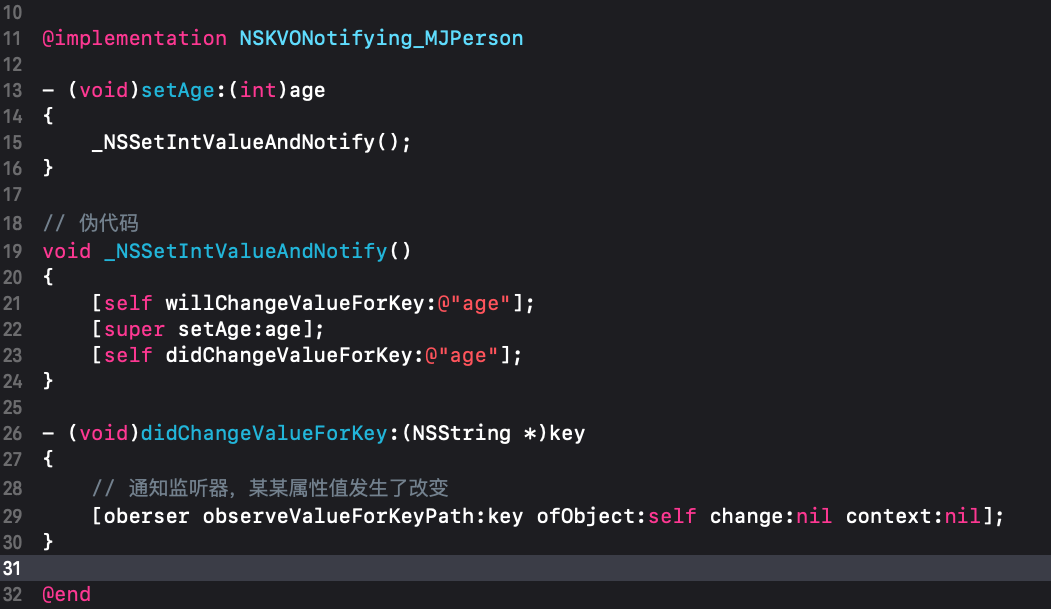 10
11 @implementation NSKVONotifying_MJPerson
12
13 - (void)setAge:(int)age
14 {
15     _NSSetIntValueAndNotify();
16 }
17
18 // 伪代码
19 void _NSSetIntValueAndNotify()
20 {
21     [self willChangeValueForKey:@"age"];
22     [super setAge:age];
23     [self didChangeValueForKey:@"age"];
24 }
25
26 - (void)didChangeValueForKey:(NSString *)key
27 {
28     // 通知监听器，某某属性值发生了改变
29     [oberser observeValueForKeyPath:key ofObject:self change:nil context:nil];
30 }
31
32 @end